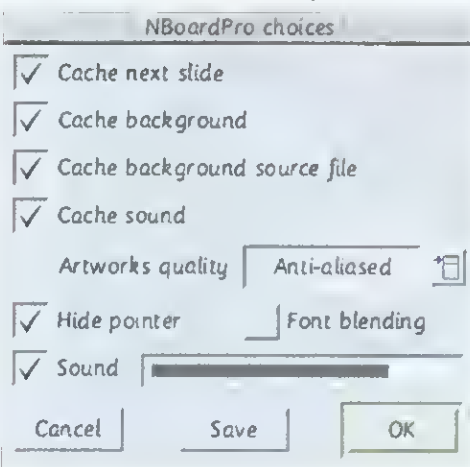 NBoardPro choices
Cache next slide
Cache background
Cache background source file
Cache sound
Artworks quality Anti-aliased
Hide pointer Font blending
Sound
Cancel Save OK